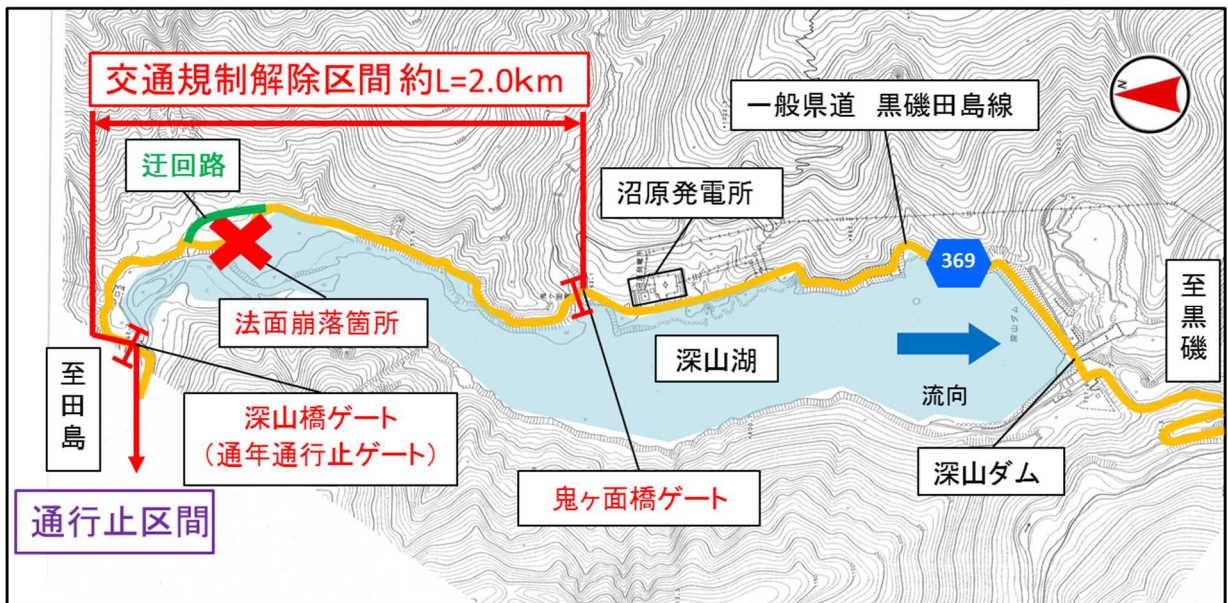 交通規制解除区間 約L=2.0km
一般県道 黒磯田島線
N
迂回路
沼原発電所
369
至黒磯
法面崩落箇所
深山湖
流向
至田島
深山橋ゲート
（通年通行止ゲート）
鬼ヶ面橋ゲート
深山ダム
通行止区間